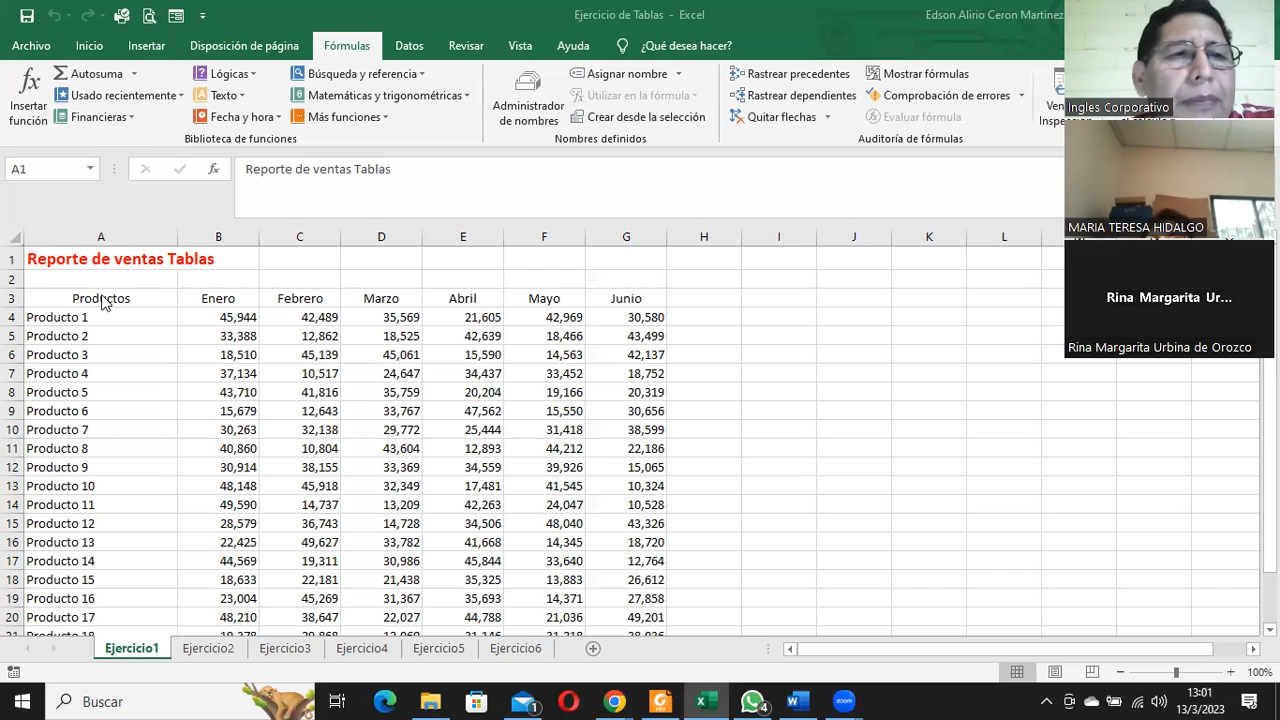 Ejercicio de Tablas - Excel
Edson Alirio Ceron Martinez
Archivo Inicio Insertar Disposición de página Fórmulas Datos Revisar Vista Ayuda ¿Qué desea hacer?
Insertar función
Autosuma
Usado recientemente
Financieras
Lógicas
Texto
Fecha y hora
Búsqueda y referencia
Matemáticas y trigonométricas
Más funciones
Biblioteca de funciones
Administrador de nombres
Asignar nombre
Utilizar en la fórmula
Crear desde la selección
Nombres definidos
Rastrear precedentes
Rastrear dependientes
Quitar flechas
Mostrar fórmulas
Comprobación de errores
Evaluar fórmula
Auditoría de fórmulas
Ingles Corporativo
MARIA TERESA HIDALGO
Rina Margarita Ur...
Rina Margarita Urbina de Orozco
A1 fx Reporte de ventas Tablas
A B C D E F G H I J K L
1 Reporte de ventas Tablas
2
3 Productos Enero Febrero Marzo Abril Mayo Junio
4 Producto 1 45,944 42,489 35,569 21,605 42,969 30,580
5 Producto 2 33,388 12,862 18,525 42,639 18,466 43,499
6 Producto 3 18,510 45,139 45,061 15,590 14,563 42,137
7 Producto 4 37,134 10,517 24,647 34,437 33,452 18,752
8 Producto 5 43,710 41,816 35,759 20,204 19,166 20,319
9 Producto 6 15,679 12,643 33,767 47,562 15,550 30,656
10 Producto 7 30,263 32,138 29,772 25,444 31,418 38,599
11 Producto 8 40,860 10,804 43,604 12,893 44,212 22,186
12 Producto 9 30,914 38,155 33,369 34,559 39,926 15,065
13 Producto 10 48,148 45,918 32,349 17,481 41,545 10,324
14 Producto 11 49,590 14,737 13,209 42,263 24,047 10,528
15 Producto 12 28,579 36,743 14,728 34,506 48,040 43,326
16 Producto 13 22,425 49,627 33,782 41,668 14,345 18,720
17 Producto 14 44,569 19,311 30,986 45,844 33,640 12,764
18 Producto 15 18,633 22,181 21,438 35,325 13,883 26,612
19 Producto 16 23,004 45,269 31,367 35,693 14,371 27,858
20 Producto 17 48,210 38,647 22,027 44,788 21,036 49,201
Ejercicio1 Ejercicio2 Ejercicio3 Ejercicio4 Ejercicio5 Ejercicio6
100%
Buscar
13:01
13/3/2023